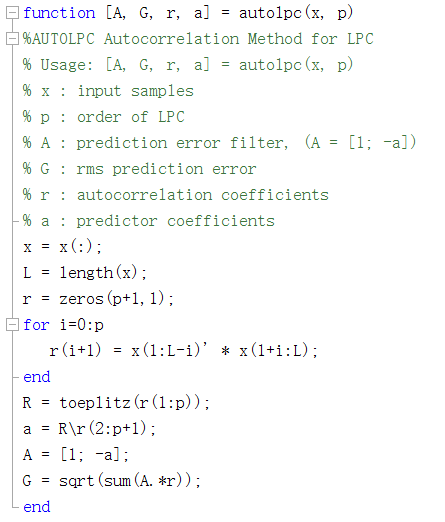 function [A, G, r, a] = autolpc(x, p)
%AUTOLPC Autocorrelation Method for LPC
% Usage: [A, G, r, a] = autolpc(x, p)
% x : input samples
% p : order of LPC
% A : prediction error filter, (A = [1; -a])
% G : rms prediction error
% r : autocorrelation coefficients
% a : predictor coefficients
x = x(:);
L = length(x);
r = zeros(p+1,1);
for i=0:p
   r(i+1) = x(1:L-i)' * x(1+i:L);
end
R = toeplitz(r(1:p));
a = R\r(2:p+1);
A = [1; -a];
G = sqrt(sum(A.*r));
end